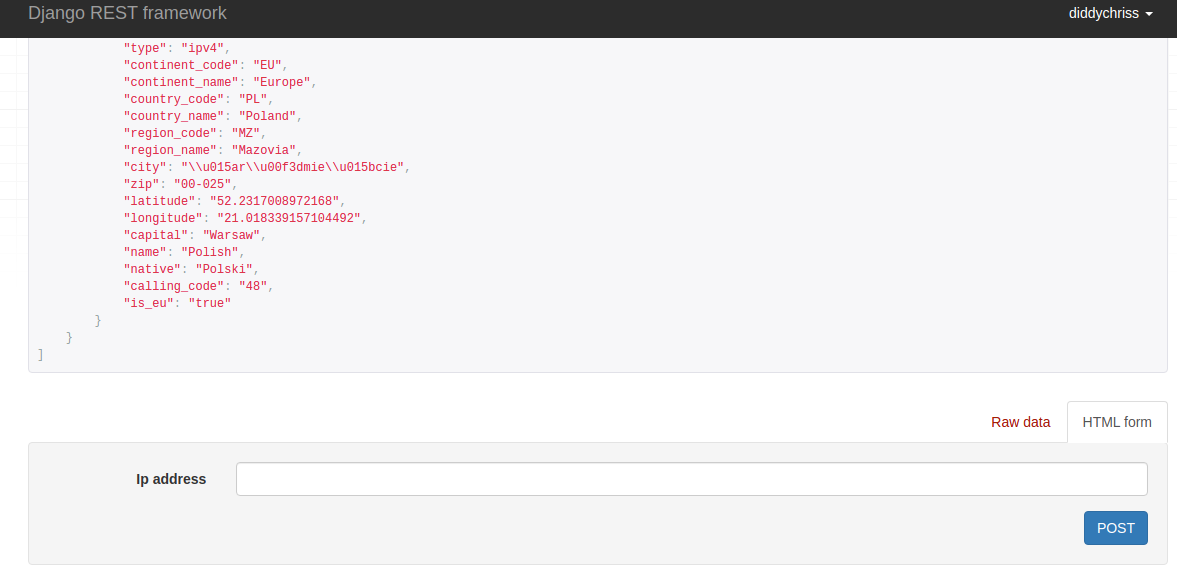 Django REST framework
diddychriss
"type": "ipv4",
"continent_code": "EU",
"continent_name": "Europe",
"country_code": "PL",
"country_name": "Poland",
"region_code": "MZ",
"region_name": "Mazovia",
"city": "\\u015ar\\u00f3dmie\\u015bcie",
"zip": "00-025",
"latitude": "52.2317008972168",
"longitude": "21.018339157104492",
"capital": "Warsaw",
"name": "Polish",
"native": "Polski",
"calling_code": "48",
"is_eu": "true"
}
}
]
Raw data
HTML form
Ip address
POST